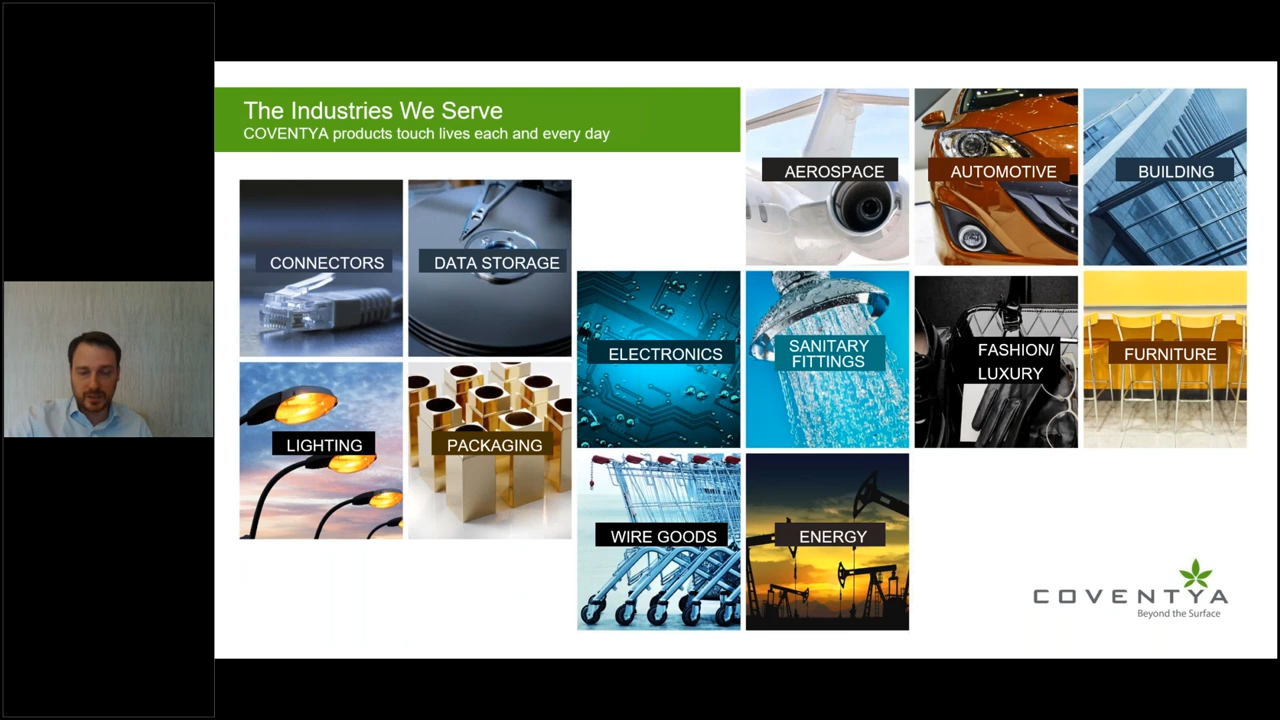 The Industries We Serve
COVENTYA products touch lives each and every day
AEROSPACE
AUTOMOTIVE
BUILDING
CONNECTORS
DATA STORAGE
ELECTRONICS
SANITARY
FITTINGS
FASHION/
LUXURY
FURNITURE
LIGHTING
PACKAGING
WIRE GOODS
ENERGY
COVENTYA
Beyond the Surface